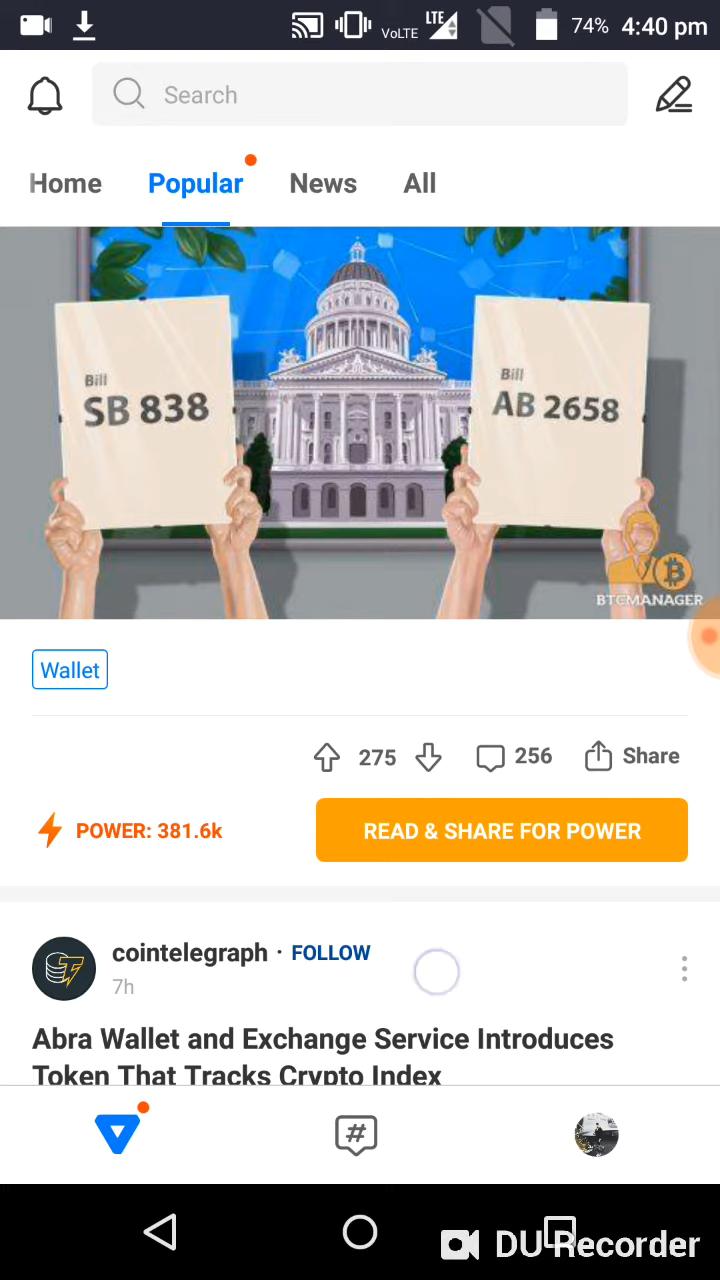 VoLTE LTE 74% 4:40 pm
Search
Home Popular News All
Bill
SB 838
Bill
AB 2658
BTCMANAGER
Wallet
275 256 Share
POWER: 381.6k READ & SHARE FOR POWER
cointelegraph · FOLLOW
7h
Abra Wallet and Exchange Service Introduces
Token That Tracks Crypto Index
#
DU Recorder